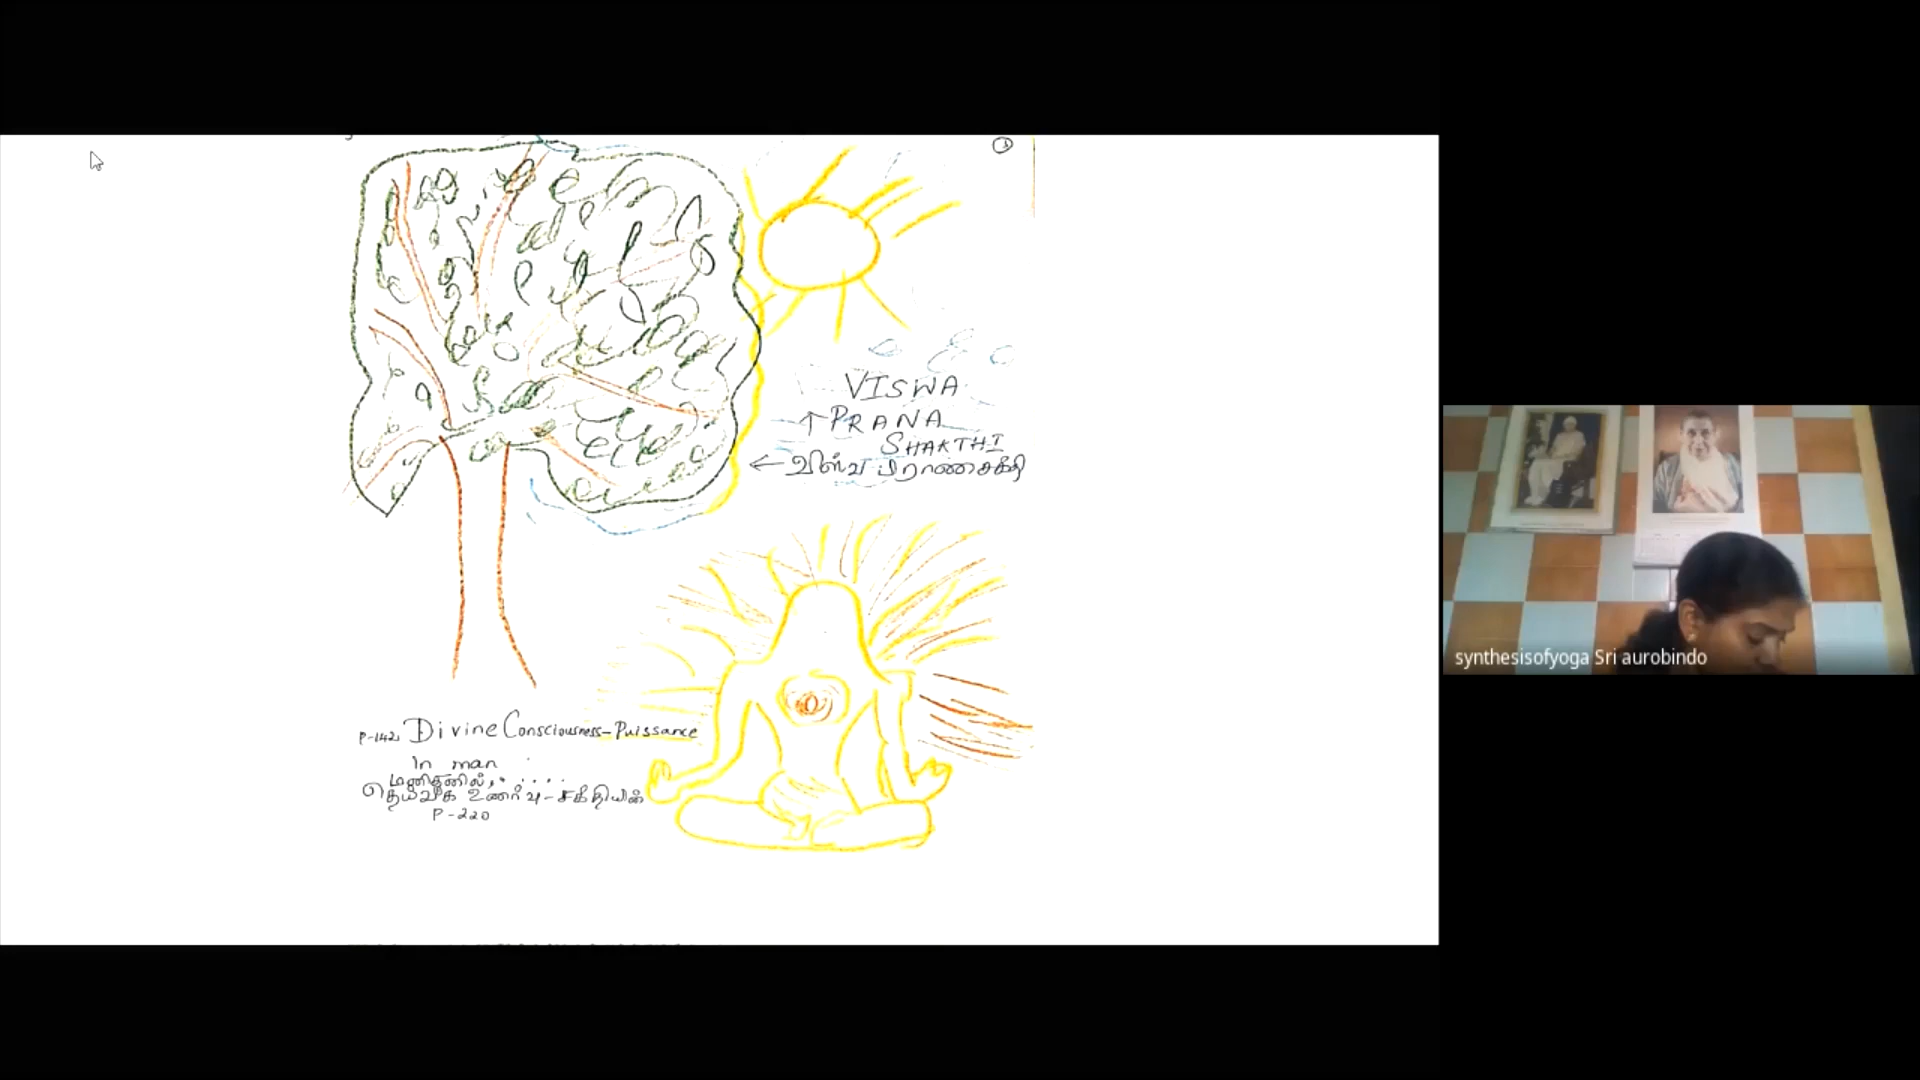 VISWA
↑ PRANA
SHAKTHI
← விஸ்வ பிராணசக்தி
P-142, Divine Consciousness-Puissance
In man
மனிதனில், . . . . .
தெய்வீக உணர்வு-சக்தியின்
P-220
synthesisofyoga Sri aurobindo